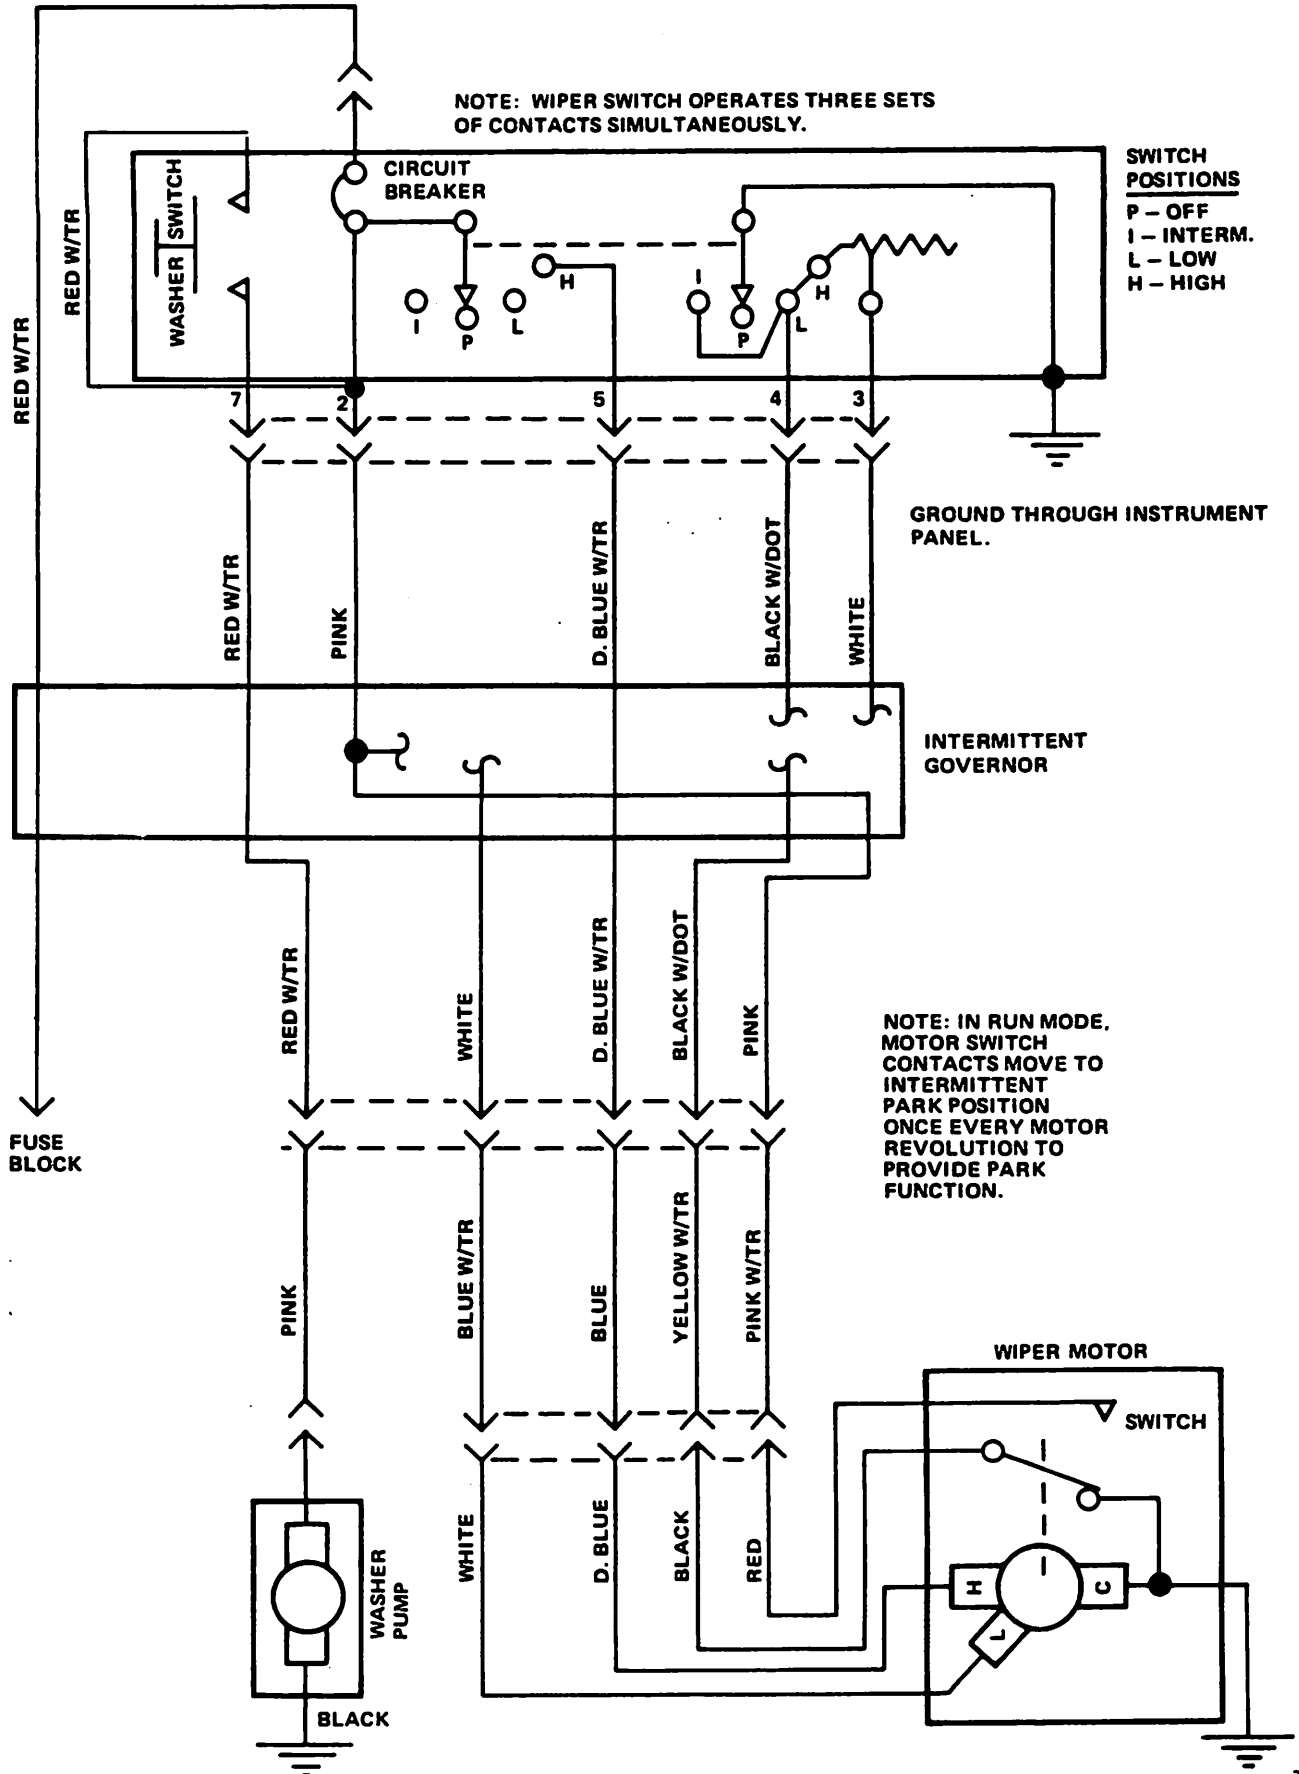 NOTE: WIPER SWITCH OPERATES THREE SETS
OF CONTACTS SIMULTANEOUSLY.
CIRCUIT
BREAKER
SWITCH
POSITIONS
P – OFF
I – INTERM.
L – LOW
H – HIGH
WASHER SWITCH
RED W/TR
RED W/TR
H
I
P
L
I
P
L
H
7
2
5
4
3
GROUND THROUGH INSTRUMENT
PANEL.
RED W/TR
PINK
D. BLUE W/TR
BLACK W/DOT
WHITE
INTERMITTENT
GOVERNOR
RED W/TR
WHITE
D. BLUE W/TR
BLACK W/DOT
PINK
NOTE: IN RUN MODE,
MOTOR SWITCH
CONTACTS MOVE TO
INTERMITTENT
PARK POSITION
ONCE EVERY MOTOR
REVOLUTION TO
PROVIDE PARK
FUNCTION.
FUSE
BLOCK
PINK
BLUE W/TR
BLUE
YELLOW W/TR
PINK W/TR
WIPER MOTOR
SWITCH
WHITE
D. BLUE
BLACK
RED
H
C
L
WASHER
PUMP
BLACK